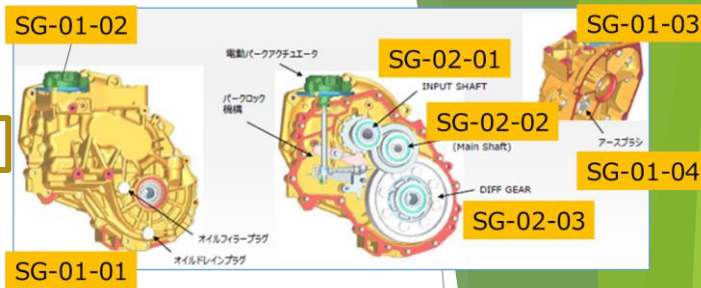 SG-01-02
SG-01-03
電動パークアクチュエータ
SG-02-01
INPUT SHAFT
パークロック
機構
SG-02-02
(Main Shaft)
アースブラシ
SG-01-04
DIFF GEAR
SG-02-03
オイルフィラープラグ
オイルドレインプラグ
SG-01-01